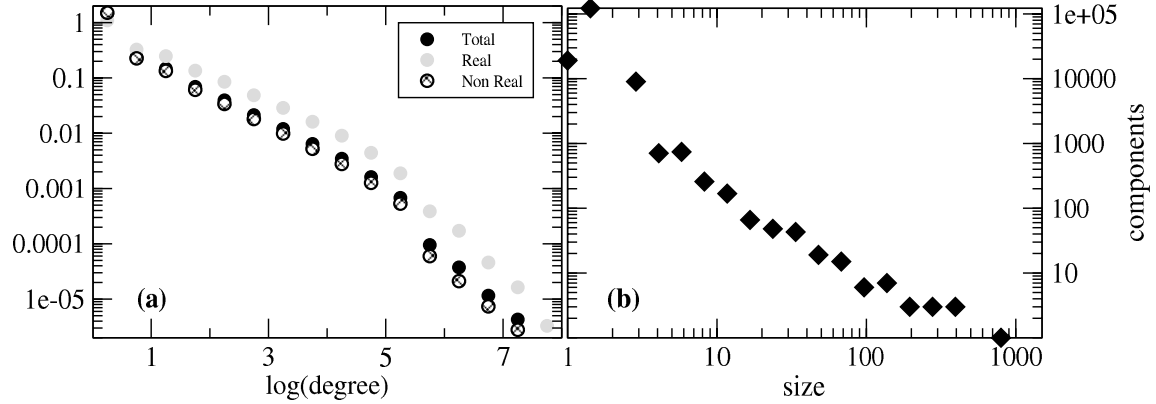 1
0.1
0.01
0.001
0.0001
1e-05
Total
Real
Non Real
(a)
1 3 5 7
log(degree)
1e+05
10000
1000
100
10
components
(b)
1 10 100 1000
size